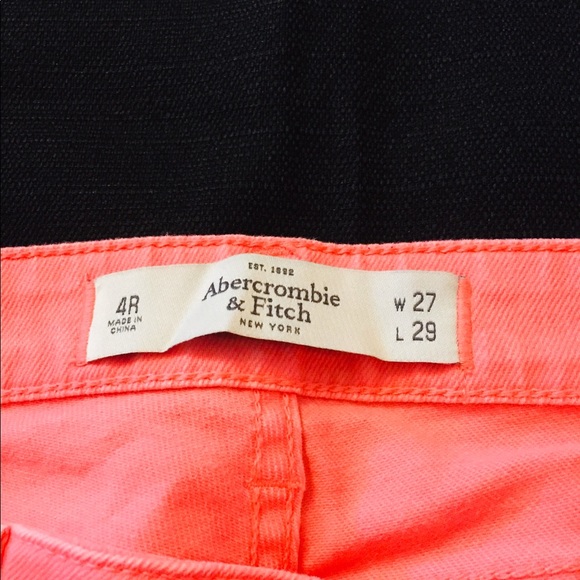 4R
MADE IN
CHINA
EST. 1892
Abercrombie
& Fitch
NEW YORK
W 27
L 29